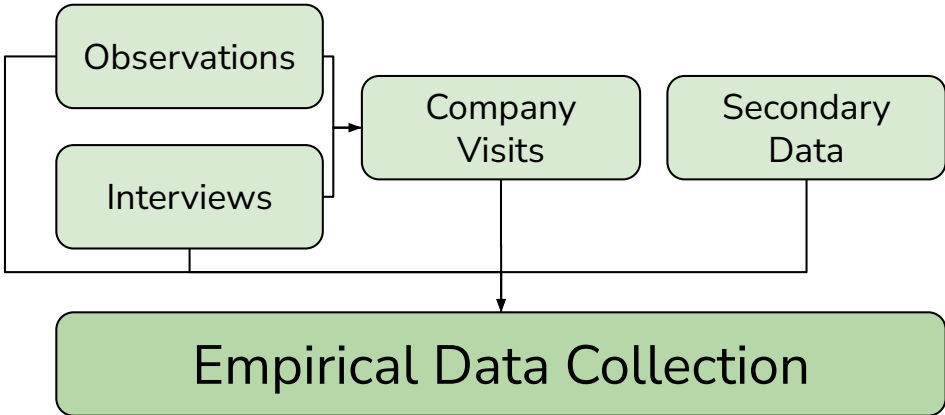 Observations
Interviews
Company
Visits
Secondary
Data
Empirical Data Collection